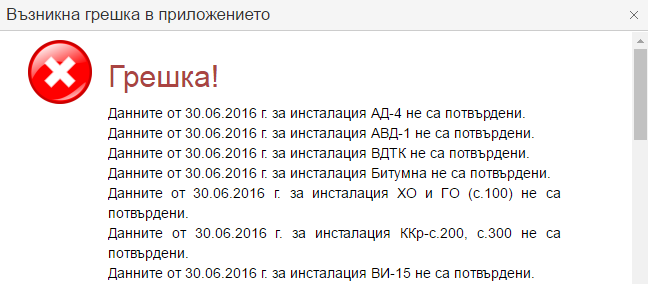 Възникна грешка в приложението
Грешка!
Данните от 30.06.2016 г. за инсталация АД-4 не са потвърдени.
Данните от 30.06.2016 г. за инсталация АВД-1 не са потвърдени.
Данните от 30.06.2016 г. за инсталация ВДТК не са потвърдени.
Данните от 30.06.2016 г. за инсталация Битумна не са потвърдени.
Данните от 30.06.2016 г. за инсталация ХО и ГО (с.100) не са
потвърдени.
Данните от 30.06.2016 г. за инсталация ККр-с.200, с.300 не са
потвърдени.
Данните от 30.06.2016 г. за инсталация ВИ-15 не са потвърдени.